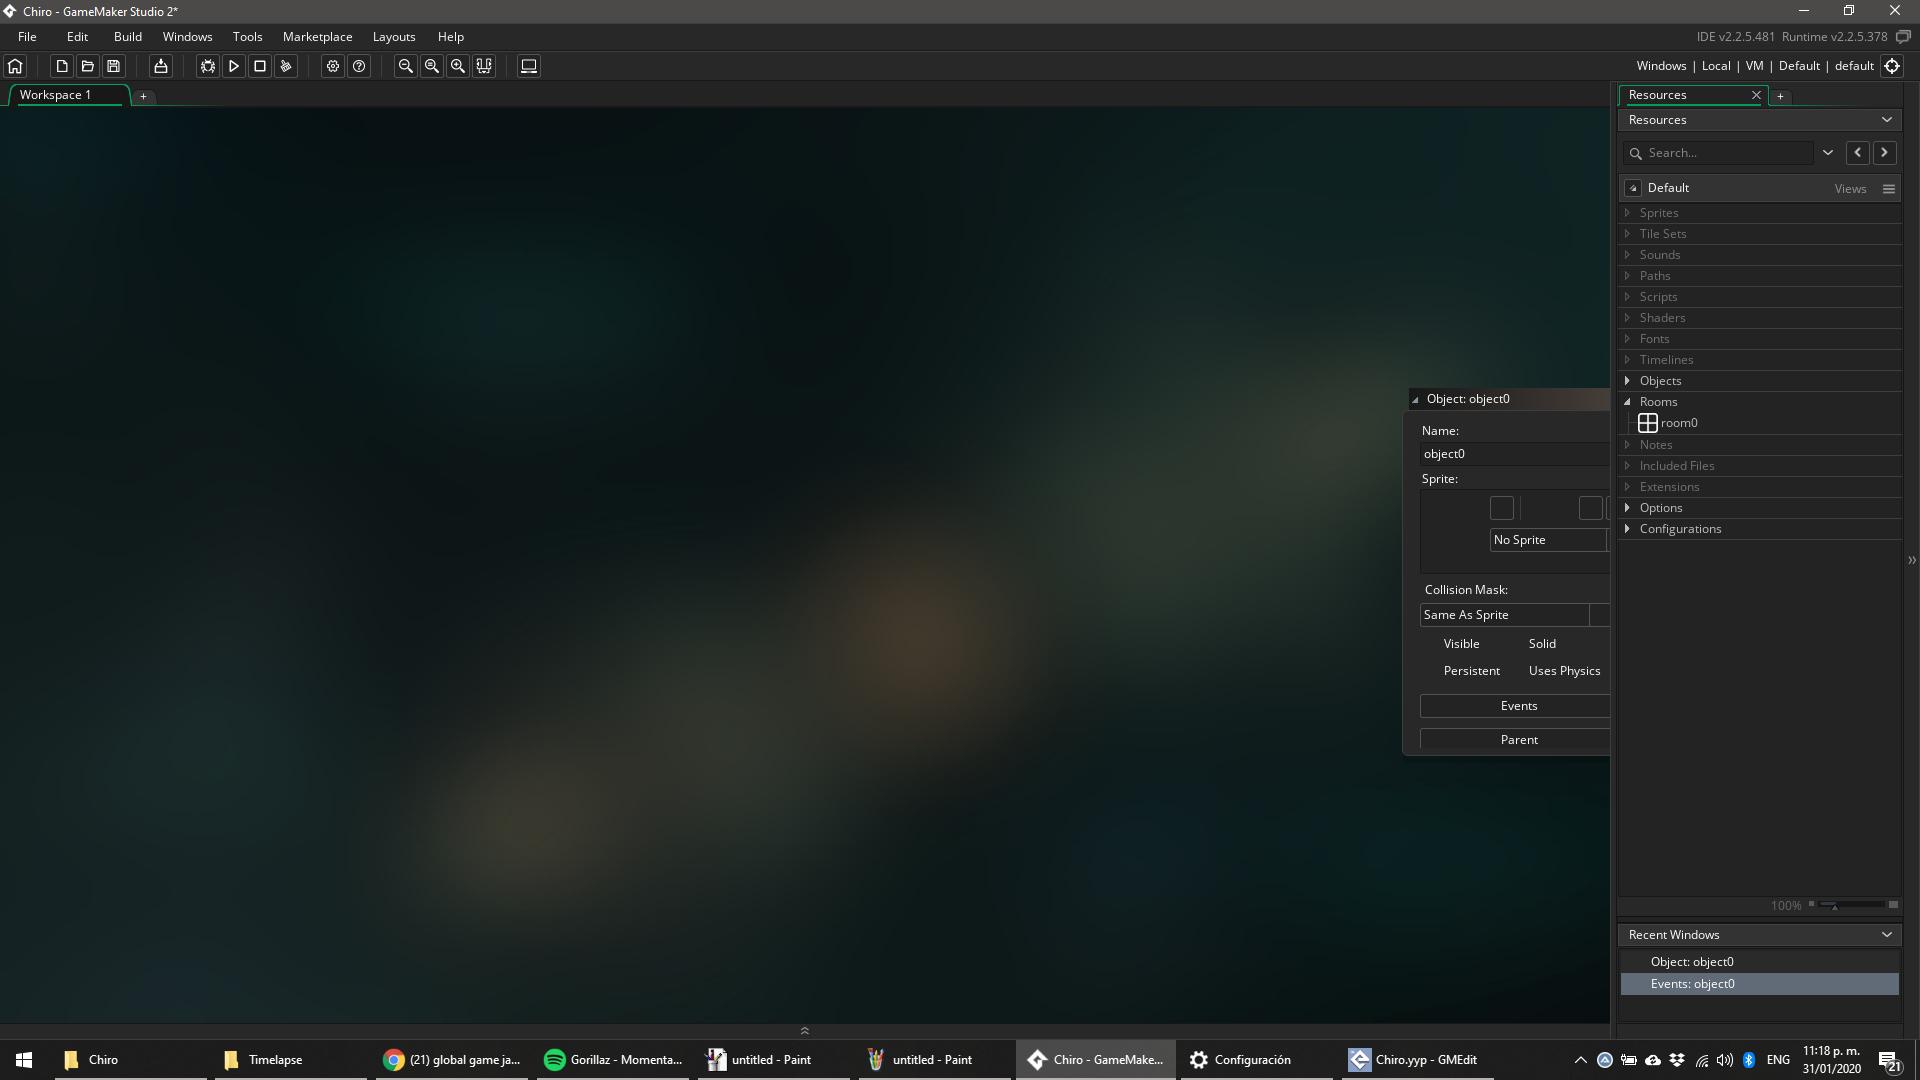 Chiro - GameMaker Studio 2*
File Edit Build Windows Tools Marketplace Layouts Help
IDE v2.2.5.481 Runtime v2.2.5.378
Windows | Local | VM | Default | default
Workspace 1
+
Resources
+
Resources
Search...
Default Views
Sprites
Tile Sets
Sounds
Paths
Scripts
Shaders
Fonts
Timelines
Objects
Rooms
room0
Notes
Included Files
Extensions
Options
Configurations
Object: object0
Name:
object0
Sprite:
No Sprite
Collision Mask:
Same As Sprite
Visible Solid
Persistent Uses Physics
Events
Parent
100%
Recent Windows
Object: object0
Events: object0
Chiro
Timelapse
(21) global game ja...
Gorillaz - Momenta...
untitled - Paint
untitled - Paint
Chiro - GameMake...
Configuración
Chiro.yyp - GMEdit
ENG
11:18 p. m.
31/01/2020
21